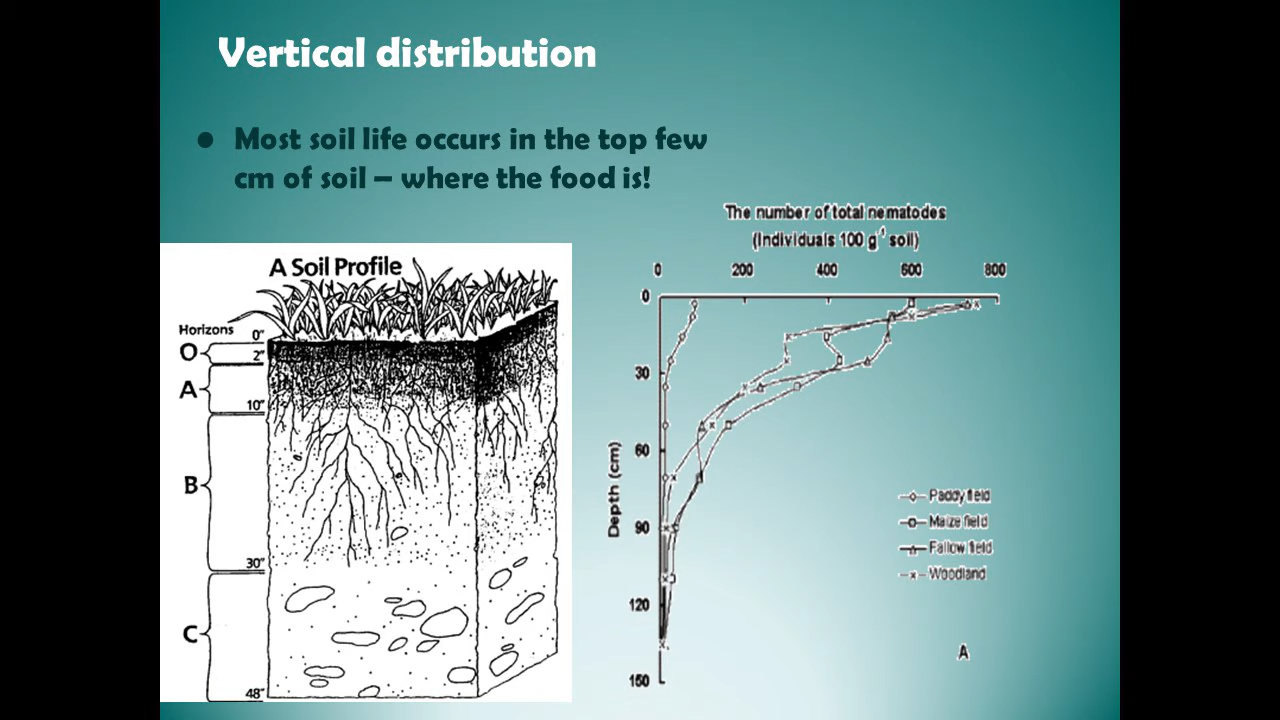 Vertical distribution
● Most soil life occurs in the top few
cm of soil – where the food is!
A Soil Profile
Horizons
0"
O
2"
A
10"
B
30"
C
48"
The number of total nematodes
(Individuals 100 g⁻¹ soil)
0 200 400 600 800
0
30
60
90
120
150
Depth (cm)
Paddy field
Maize field
Fallow field
Woodland
A